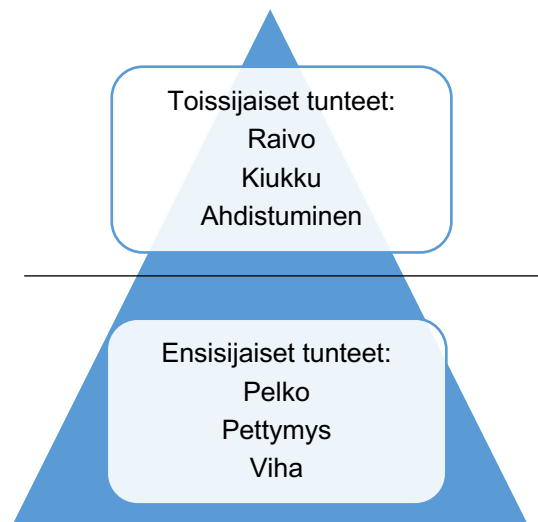 Toissijaiset tunteet:
Raivo
Kiukku
Ahdistuminen
Ensisijaiset tunteet:
Pelko
Pettymys
Viha